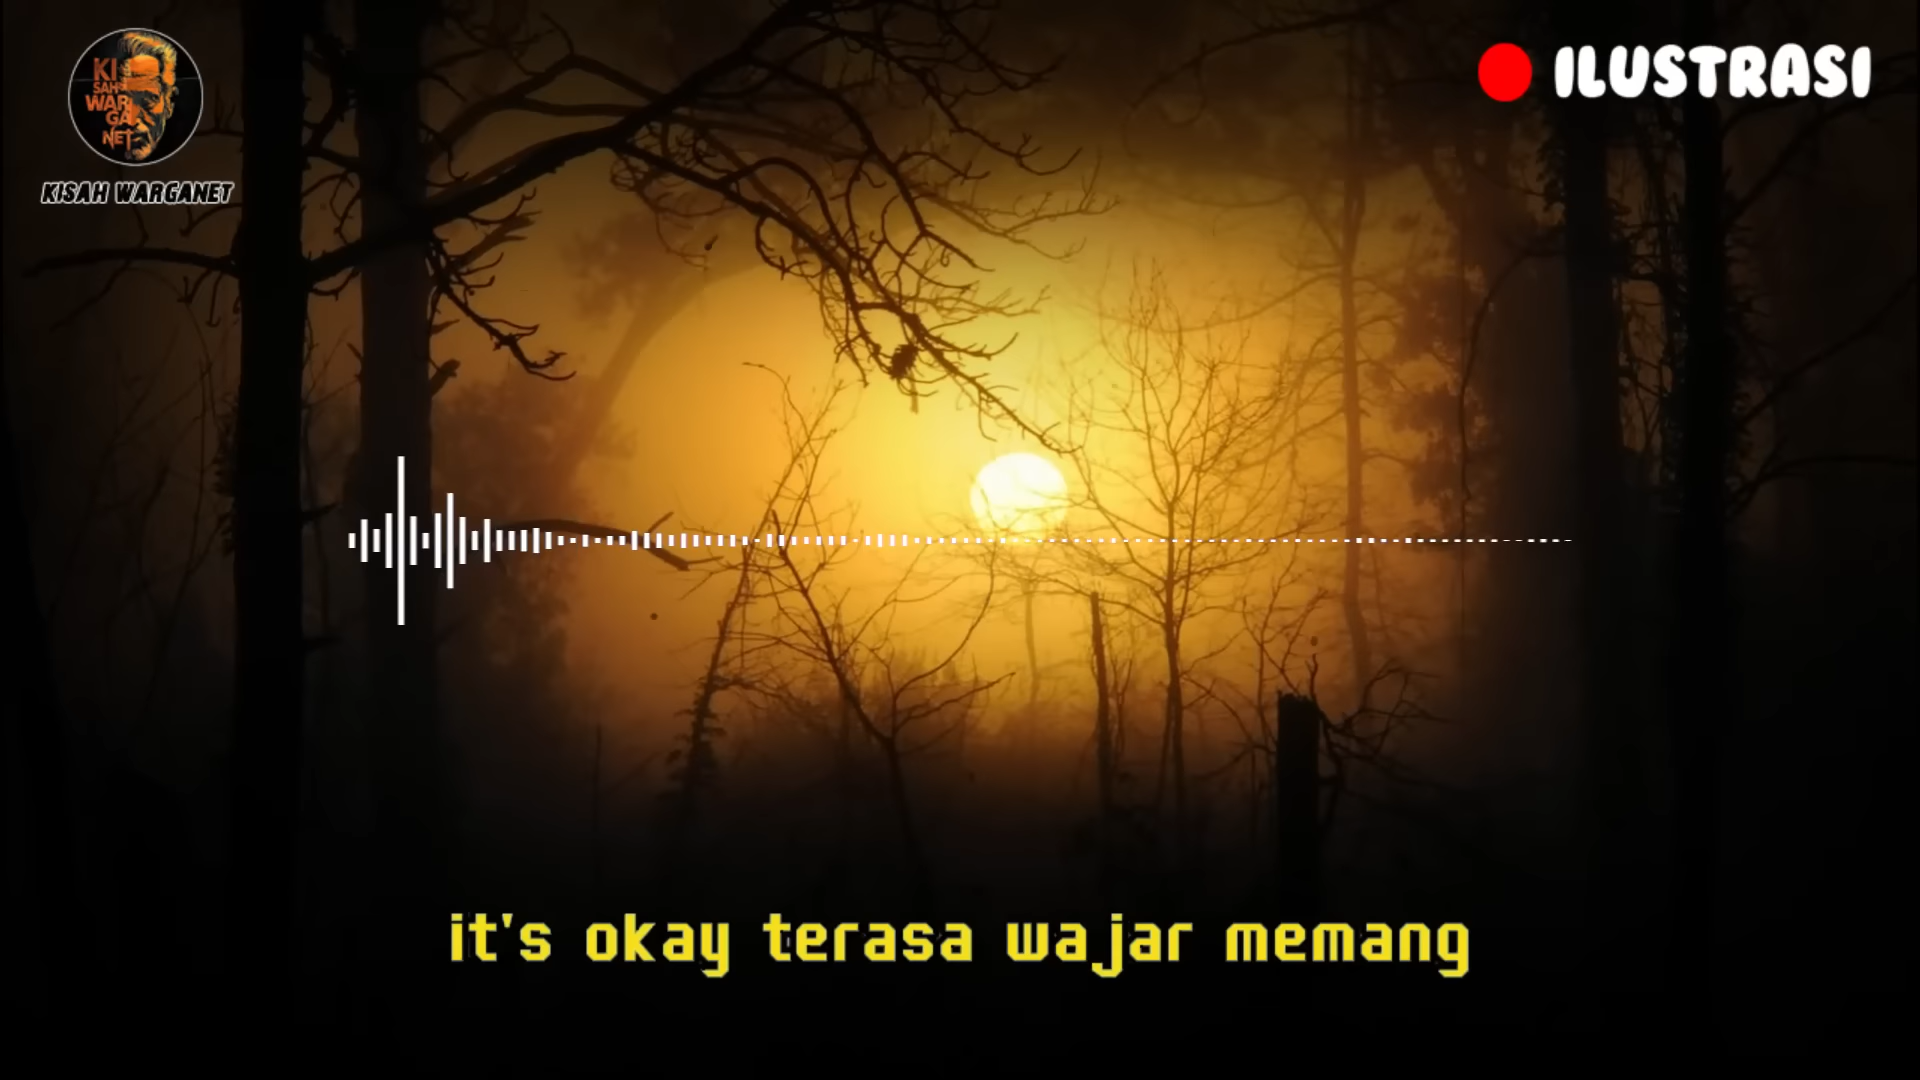 KI
SAH
WAR
GA
NET
KISAH WARGANET
ILUSTRASI
it's okay terasa wajar memang